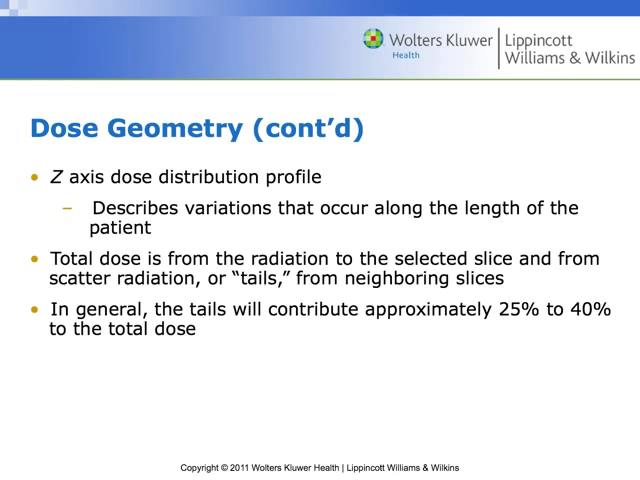 Wolters Kluwer
Health
Lippincott
Williams & Wilkins
Dose Geometry (cont’d)
• Z axis dose distribution profile
– Describes variations that occur along the length of the
patient
• Total dose is from the radiation to the selected slice and from
scatter radiation, or “tails,” from neighboring slices
• In general, the tails will contribute approximately 25% to 40%
to the total dose
Copyright © 2011 Wolters Kluwer Health | Lippincott Williams & Wilkins